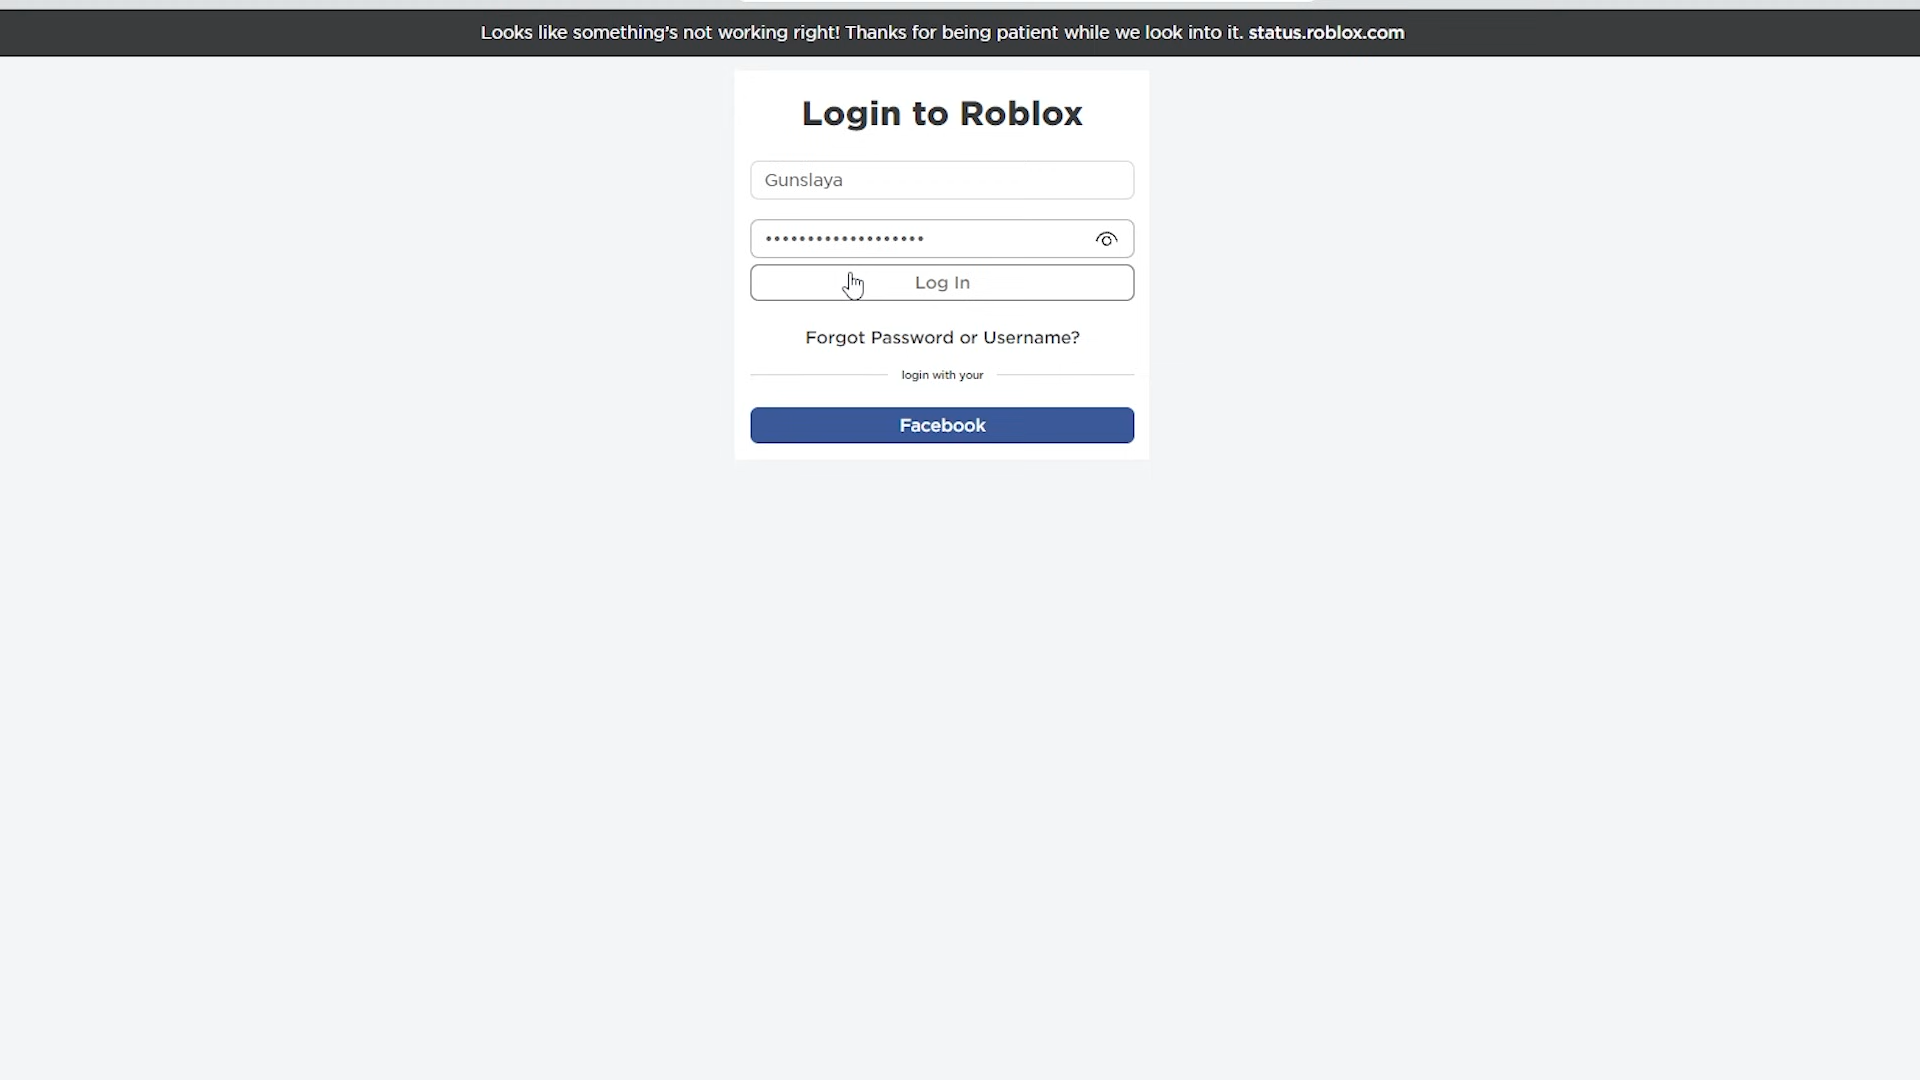 Looks like something's not working right! Thanks for being patient while we look into it. status.roblox.com
Login to Roblox
Gunslaya
•••••••••••••••••••
Log In
Forgot Password or Username?
login with your
Facebook